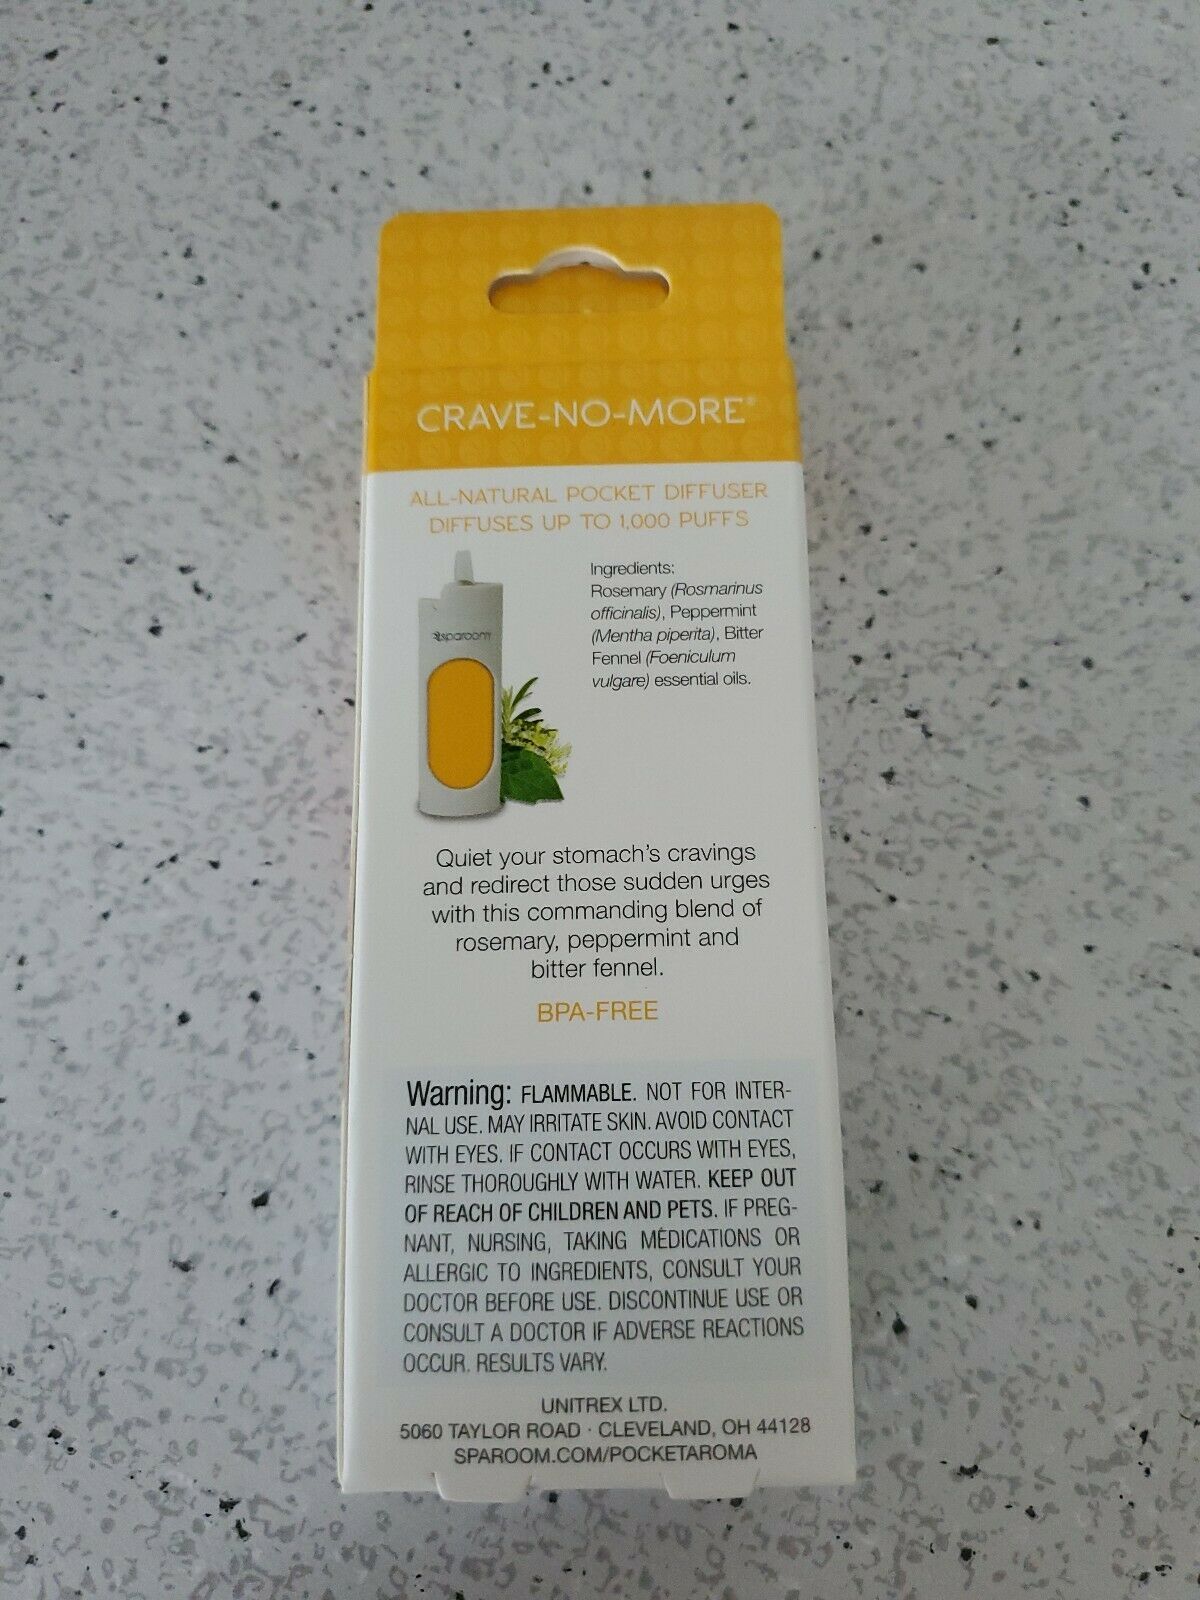 CRAVE-NO-MORE®
ALL-NATURAL POCKET DIFFUSER
DIFFUSES UP TO 1,000 PUFFS
sparoom
Ingredients:
Rosemary (Rosmarinus
officinalis), Peppermint
(Mentha piperita), Bitter
Fennel (Foeniculum
vulgare) essential oils.
Quiet your stomach's cravings
and redirect those sudden urges
with this commanding blend of
rosemary, peppermint and
bitter fennel.
BPA-FREE
Warning: FLAMMABLE. NOT FOR INTER-
NAL USE. MAY IRRITATE SKIN. AVOID CONTACT
WITH EYES. IF CONTACT OCCURS WITH EYES,
RINSE THOROUGHLY WITH WATER. KEEP OUT
OF REACH OF CHILDREN AND PETS. IF PREG-
NANT, NURSING, TAKING MEDICATIONS OR
ALLERGIC TO INGREDIENTS, CONSULT YOUR
DOCTOR BEFORE USE. DISCONTINUE USE OR
CONSULT A DOCTOR IF ADVERSE REACTIONS
OCCUR. RESULTS VARY.
UNITREX LTD.
5060 TAYLOR ROAD · CLEVELAND, OH 44128
SPAROOM.COM/POCKETAROMA